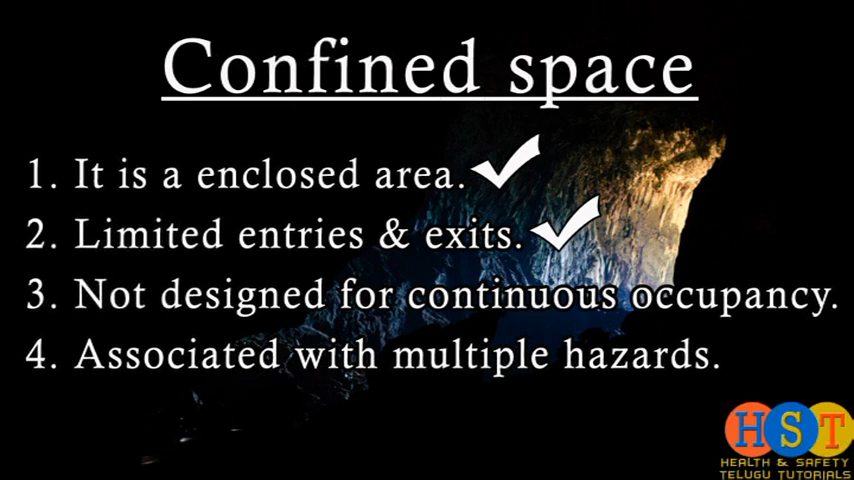 Confined space
1. It is a enclosed area.
2. Limited entries & exits.
3. Not designed for continuous occupancy.
4. Associated with multiple hazards.
HST
HEALTH & SAFETY
TELUGU TUTORIALS